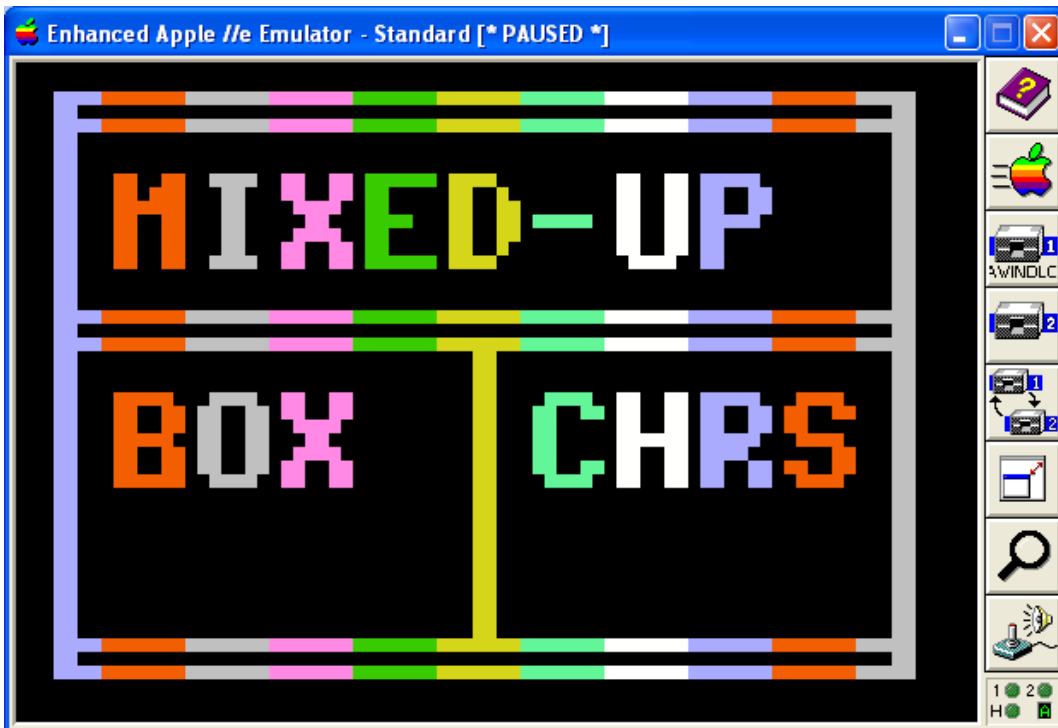 Enhanced Apple //e Emulator - Standard [* PAUSED *]
MIXED-UP
BOX CHRS
?
1
AWINDLC
2
1
2
1 2
H A